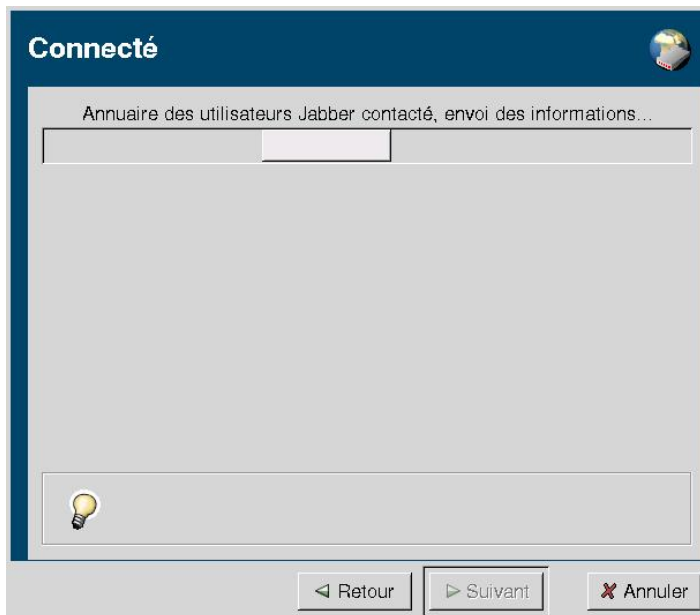 Connecté
Annuaire des utilisateurs Jabber contacté, envoi des informations...
Retour
Suivant
Annuler